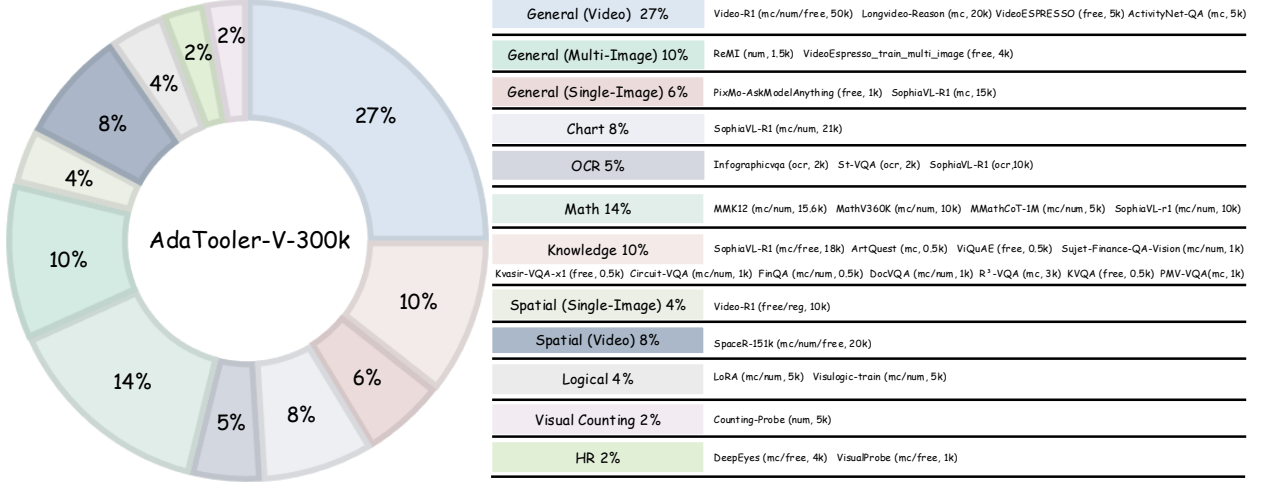 27%
10%
6%
8%
5%
14%
10%
4%
8%
4%
2%
2%
AdaTooler-V-300k
General (Video) 27% Video-R1 (mc/num/free, 50k) Longvideo-Reason (mc, 20k) VideoESPRESSO (free, 5k) ActivityNet-QA (mc, 5k)
General (Multi-Image) 10% ReMI (num, 1.5k) VideoEspresso_train_multi_image (free, 4k)
General (Single-Image) 6% PixMo-AskModelAnything (free, 1k) SophiaVL-R1 (mc, 15k)
Chart 8% SophiaVL-R1 (mc/num, 21k)
OCR 5% Infographicvqa (ocr, 2k) St-VQA (ocr, 2k) SophiaVL-R1 (ocr,10k)
Math 14% MMK12 (mc/num, 15.6k) MathV360K (mc/num, 10k) MMathCoT-1M (mc/num, 5k) SophiaVL-r1 (mc/num, 10k)
Knowledge 10% SophiaVL-R1 (mc/free, 18k) ArtQuest (mc, 0.5k) ViQuAE (free, 0.5k) Sujet-Finance-QA-Vision (mc/num, 1k)
Kvasir-VQA-x1 (free, 0.5k) Circuit-VQA (mc/num, 1k) FinQA (mc/num, 0.5k) DocVQA (mc/num, 1k) R³-VQA (mc, 3k) KVQA (free, 0.5k) PMV-VQA(mc, 1k)
Spatial (Single-Image) 4% Video-R1 (free/reg, 10k)
Spatial (Video) 8% SpaceR-151k (mc/num/free, 20k)
Logical 4% LoRA (mc/num, 5k) Visulogic-train (mc/num, 5k)
Visual Counting 2% Counting-Probe (num, 5k)
HR 2% DeepEyes (mc/free, 4k) VisualProbe (mc/free, 1k)